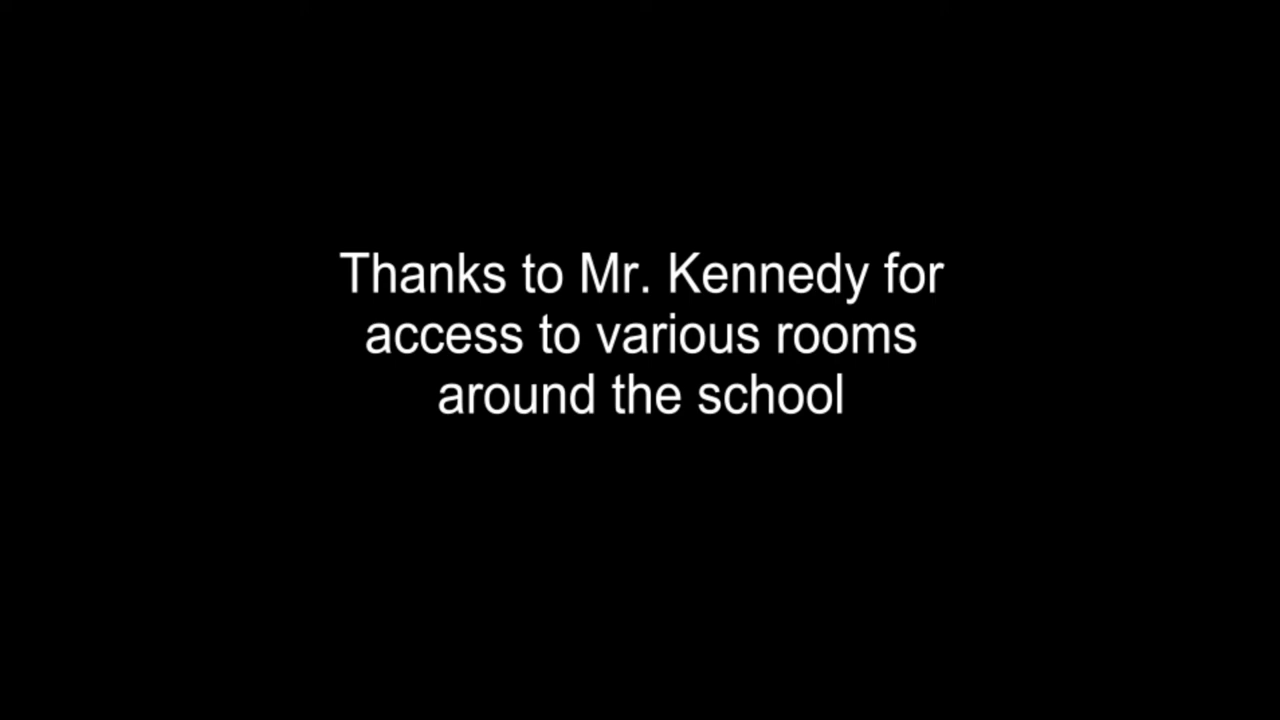 Thanks to Mr. Kennedy for
access to various rooms
around the school